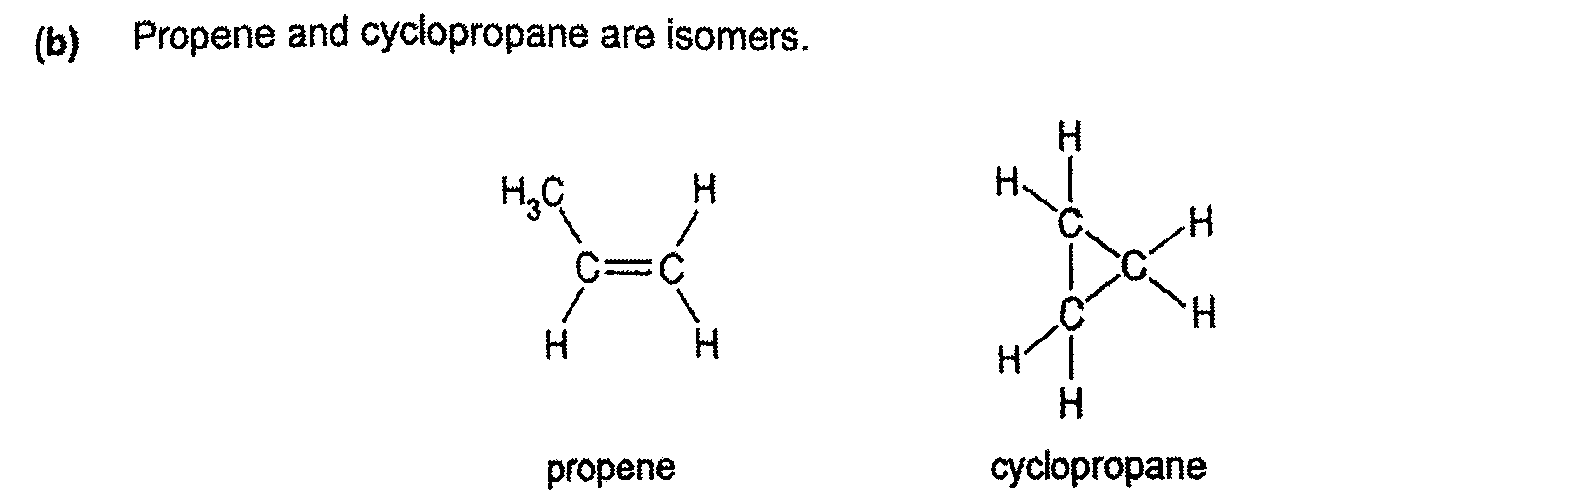 (b) Propene and cyclopropane are isomers.
H
H
H₃C H
H
C
C=C C
C
H
H H
H
H
propene cyclopropane